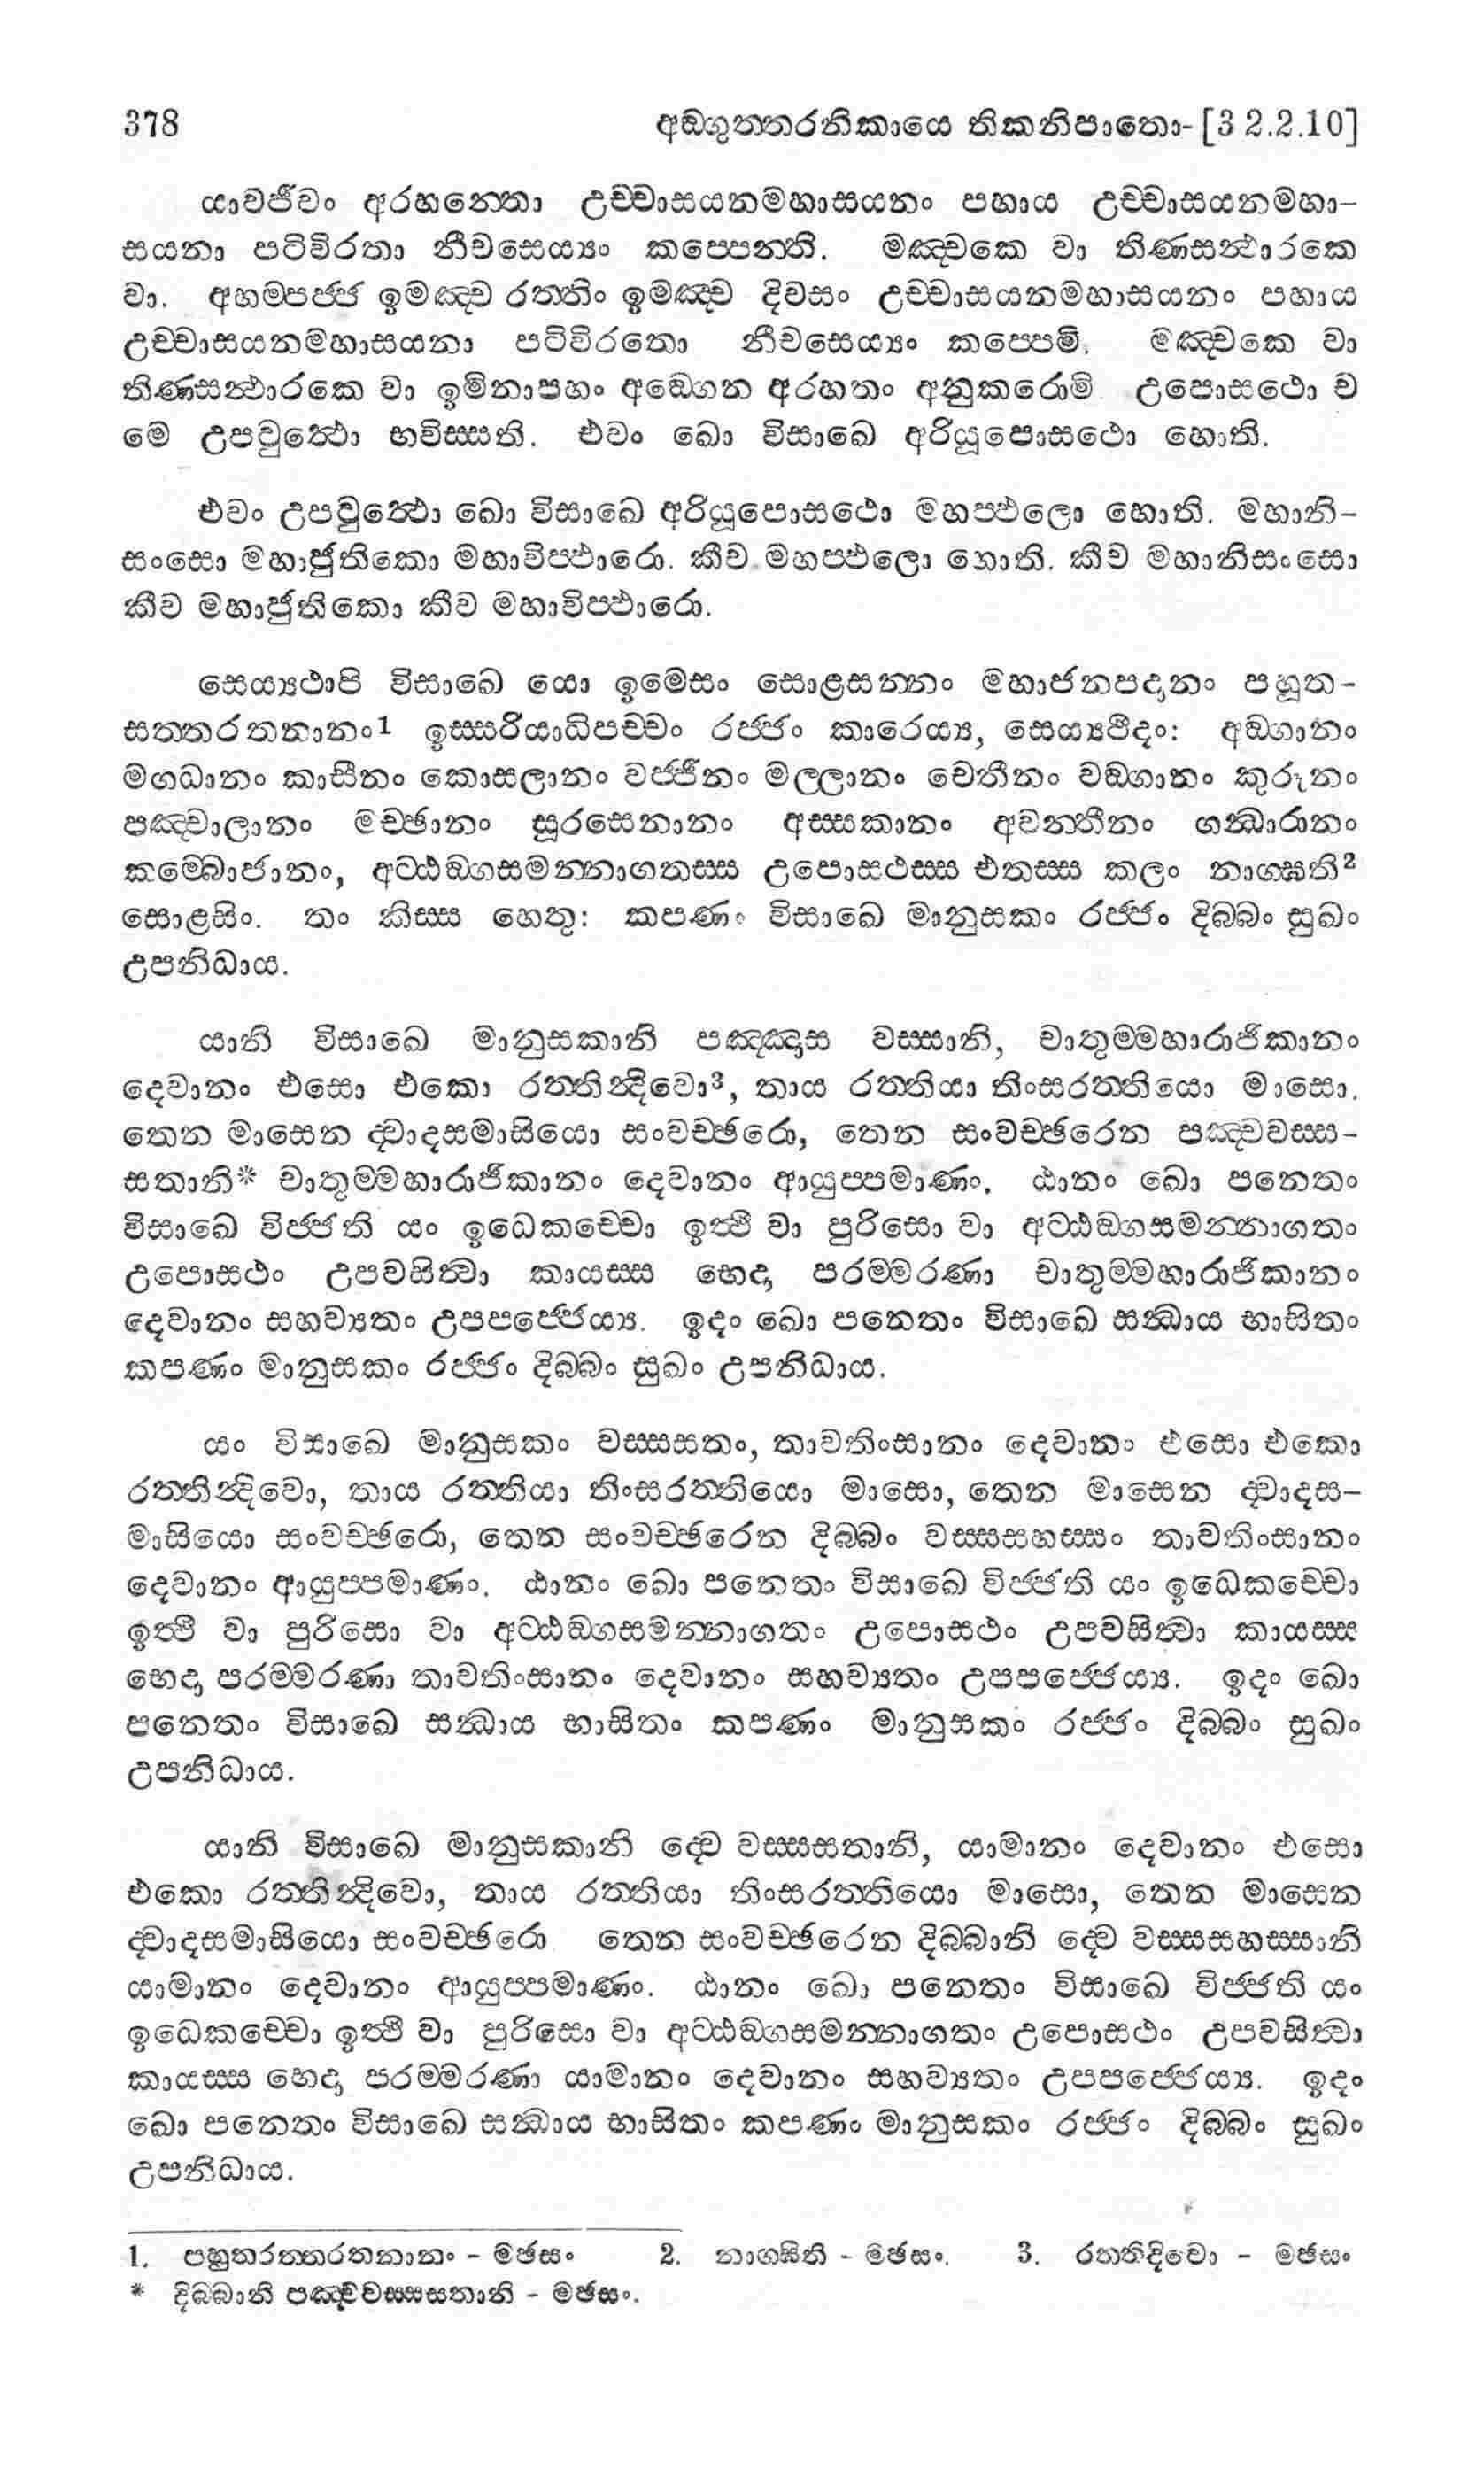 378 අඞ්ගුත්තරනිකායෙ තිකනිපාතො- [3 2.2.10]
යාවජීවං අරහන්තො උච්චාසයනමහාසයනං පහාය උච්චාසයනමහා-
සයනා පටිවිරතා නීචසෙය්‍යං කප්පෙන්ති. මඤ්චකෙ වා තිණසන්ථාරකෙ
වා. අහම්පජ්ජ ඉමඤ්ච රත්තිං ඉමඤ්ච දිවසං උච්චාසයනමහාසයනං පහාය
උච්චාසයනමහාසයනා පටිවිරතො නීචසෙය්‍යං කප්පෙමි. මඤ්චකෙ වා
තිණසන්ථාරකෙ වා ඉමිනාපහං අඞ්ගෙන අරහතං අනුකරොමි උපොසථො ච
මෙ උපවුත්ථො භවිස්සති. එවං ඛො විසාඛෙ අරියූපොසථො හොති.
එවං උපවුත්ථො ඛො විසාඛෙ අරියූපොසථො මහප්ඵලො හොති. මහානි-
සංසො මහාජුතිකො මහාවිප්ඵාරො. කීව මහප්ඵලො හොති. කීව මහානිසංසො
කීව මහාජුතිකො කීව මහාවිප්ඵාරො.
සෙය්‍යථාපි විසාඛෙ යො ඉමෙසං සොළසන්නං මහාජනපදානං පහූත-
සත්තරතනානං1 ඉස්සරියාධිපච්චං රජ්ජං කාරෙය්‍ය, සෙය්‍යථීදං: අඞ්ගානං
මගධානං කාසීනං කොසලානං වජ්ජීනං මල්ලානං චෙතීනං වඞ්ගානං කුරූනං
පඤ්චාලානං මච්ඡානං සූරසෙනානං අස්සකානං අවන්තීනං ගන්ධාරානං
කම්බොජානං, අට්ඨඞ්ගසමන්නාගතස්ස උපොසථස්ස එතස්ස කලං නාග්ඝති2
සොළසිං. තං කිස්ස හෙතු: කපණං විසාඛෙ මානුසකං රජ්ජං දිබ්බං සුඛං
උපනිධාය.
යානි විසාඛෙ මානුසකානි පඤ්ඤාස වස්සානි, චාතුම්මහාරාජිකානං
දෙවානං එසො එකො රත්තින්දිවො3, තාය රත්තියා තිංසරත්තියො මාසො.
තෙන මාසෙන ද්වාදසමාසියො සංවච්ඡරො, තෙන සංවච්ඡරෙන පඤ්චවස්ස-
සතානි* චාතුම්මහාරාජිකානං දෙවානං ආයුප්පමාණං. ඨානං ඛො පනෙතං
විසාඛෙ විජ්ජති යං ඉධෙකච්චො ඉත්ථි වා පුරිසො වා අට්ඨඞ්ගසමන්නාගතං
උපොසථං උපවසිත්වා කායස්ස භෙදා පරම්මරණා චාතුම්මහාරාජිකානං
දෙවානං සහව්‍යතං උපපජ්ජෙය්‍ය. ඉදං ඛො පනෙතං විසාඛෙ සන්ධාය භාසිතං
කපණං මානුසකං රජ්ජං දිබ්බං සුඛං උපනිධාය.
යං විසාඛෙ මානුසකං වස්සසතං, තාවතිංසානං දෙවානං එසො එකො
රත්තින්දිවො, තාය රත්තියා තිංසරත්තියො මාසො, තෙන මාසෙන ද්වාදස-
මාසියො සංවච්ඡරො, තෙන සංවච්ඡරෙන දිබ්බං වස්සසහස්සං තාවතිංසානං
දෙවානං ආයුප්පමාණං. ඨානං ඛො පනෙතං විසාඛෙ විජ්ජති යං ඉධෙකච්චො
ඉත්ථි වා පුරිසො වා අට්ඨඞ්ගසමන්නාගතං උපොසථං උපවසිත්වා කායස්ස
භෙදා පරම්මරණා තාවතිංසානං දෙවානං සහව්‍යතං උපපජ්ජෙය්‍ය. ඉදං ඛො
පනෙතං විසාඛෙ සන්ධාය භාසිතං කපණං මානුසකං රජ්ජං දිබ්බං සුඛං
උපනිධාය.
යානි විසාඛෙ මානුසකානි ද්වෙ වස්සසතානි, යාමානං දෙවානං එසො
එකො රත්තින්දිවො, තාය රත්තියා තිංසරත්තියො මාසො, තෙන මාසෙන
ද්වාදසමාසියො සංවච්ඡරො තෙන සංවච්ඡරෙන දිබ්බානි ද්වෙ වස්සසහස්සානි
යාමානං දෙවානං ආයුප්පමාණං. ඨානං ඛො පනෙතං විසාඛෙ විජ්ජති යං
ඉධෙකච්චො ඉත්ථි වා පුරිසො වා අට්ඨඞ්ගසමන්නාගතං උපොසථං උපවසිත්වා
කායස්ස භෙදා පරම්මරණා යාමානං දෙවානං සහව්‍යතං උපපජ්ජෙය්‍ය. ඉදං
ඛො පනෙතං විසාඛෙ සන්ධාය භාසිතං කපණං මානුසකං රජ්ජං දිබ්බං සුඛං
උපනිධාය.
1. පහුතරත්තරතනානං - මඡසං 2. නාග්ඝති - මඡසං. 3. රත්තිදිවො - මඡසං
* දිබ්බානි පඤ්චවස්සසතානි - මඡසං.